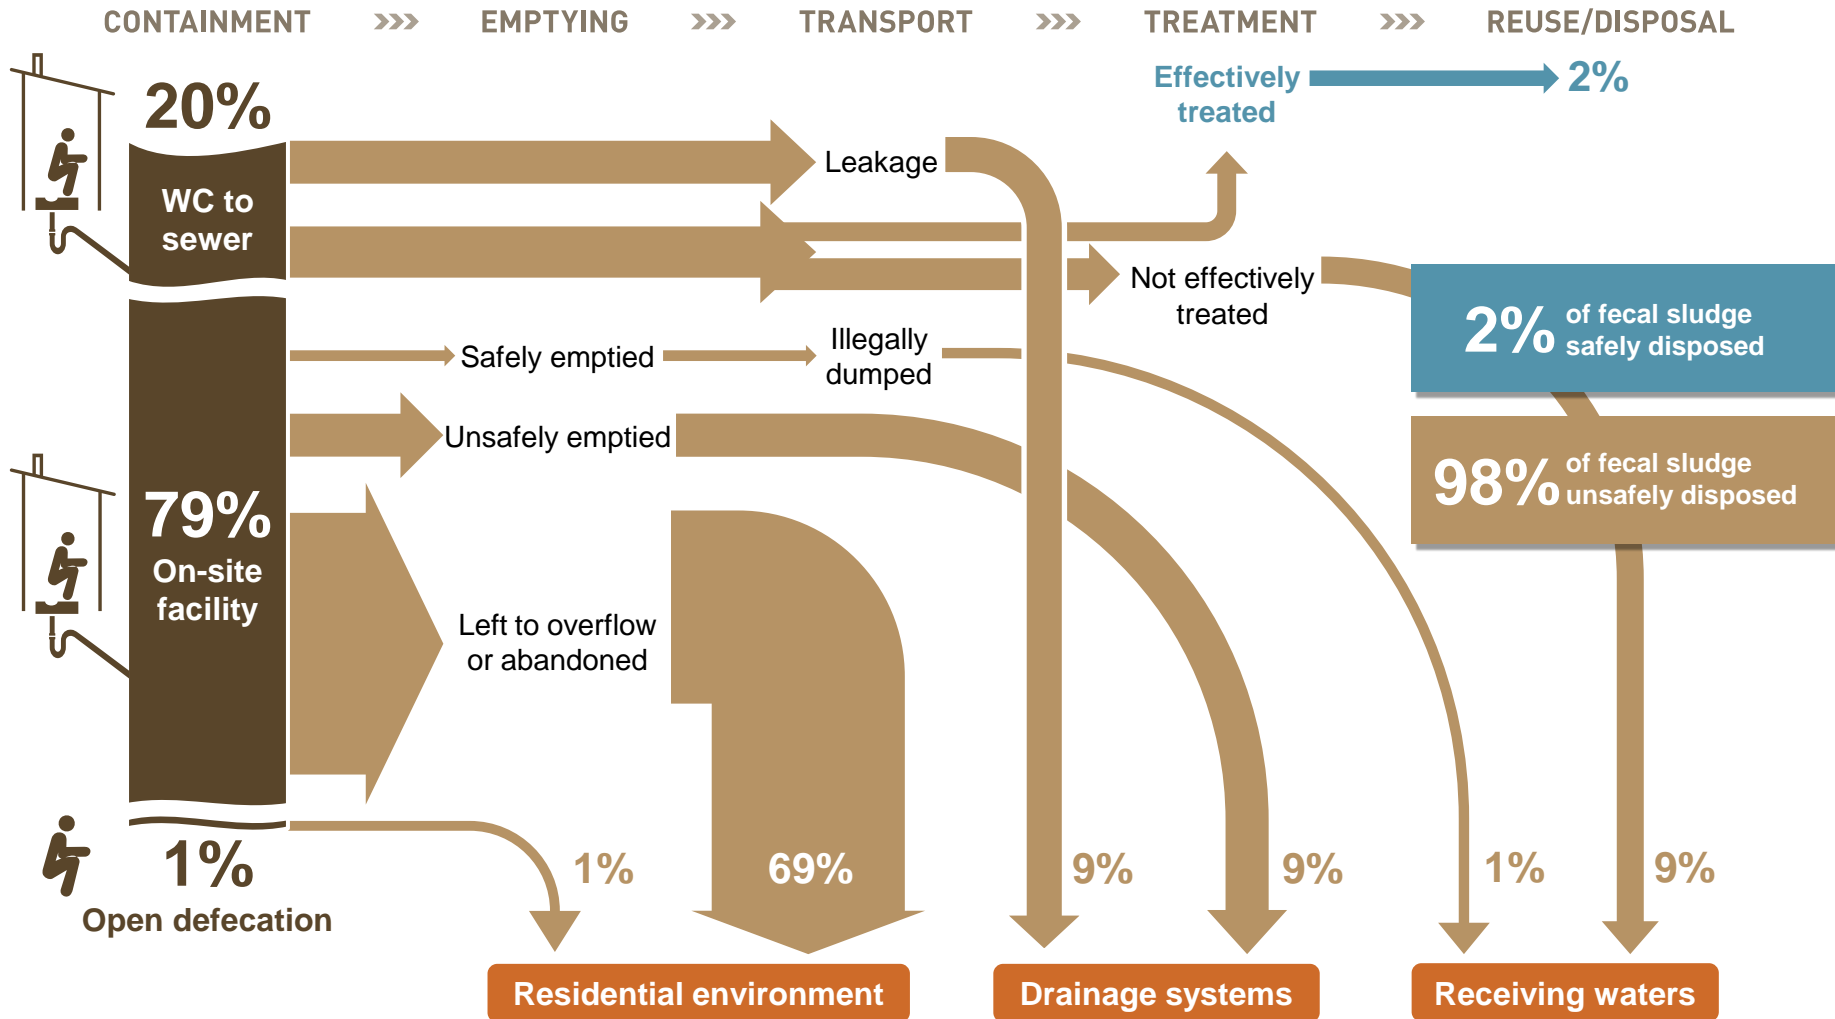 CONTAINMENT >>> EMPTYING >>> TRANSPORT >>> TREATMENT >>> REUSE/DISPOSAL
Effectively
treated
2%
20%
WC to
sewer
Leakage
Not effectively
treated
2% of fecal sludge
safely disposed
Safely emptied
Illegally
dumped
Unsafely emptied
98% of fecal sludge
unsafely disposed
79%
On-site
facility
Left to overflow
or abandoned
1%
Open defecation
1%
69%
9%
9%
1%
9%
Residential environment
Drainage systems
Receiving waters